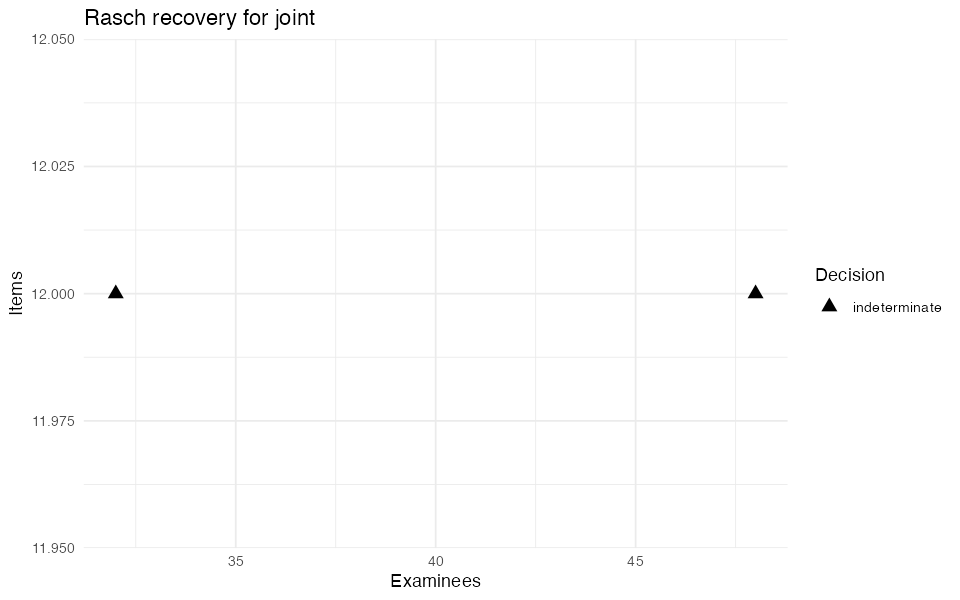 Rasch recovery for joint
12.050
12.025
12.000
11.975
11.950
Items
35 40 45
Examinees
Decision
indeterminate